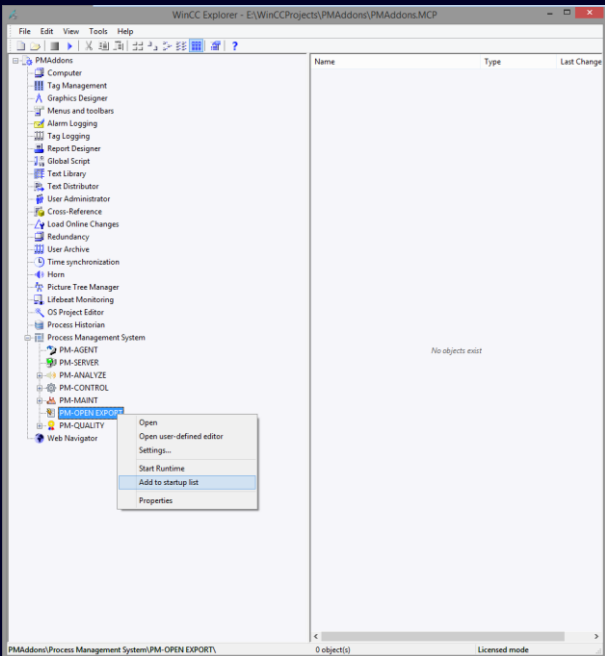 WinCC Explorer - E:\WinCCProjects\PMAddons\PMAddons.MCP
File Edit View Tools Help
PMAddons
Computer
Tag Management
Graphics Designer
Menus and toolbars
Alarm Logging
Tag Logging
Report Designer
Global Script
Text Library
Text Distributor
User Administrator
Cross-Reference
Load Online Changes
Redundancy
User Archive
Time synchronization
Horn
Picture Tree Manager
Lifebeat Monitoring
OS Project Editor
Process Historian
Process Management System
PM-AGENT
PM-SERVER
PM-ANALYZE
PM-CONTROL
PM-MAINT
PM-OPEN EXPORT
PM-QUALITY
Web Navigator
Open
Open user-defined editor
Settings...
Start Runtime
Add to startup list
Properties
Name Type Last Change
No objects exist
PMAddons\Process Management System\PM-OPEN EXPORT\ 0 object(s) Licensed mode